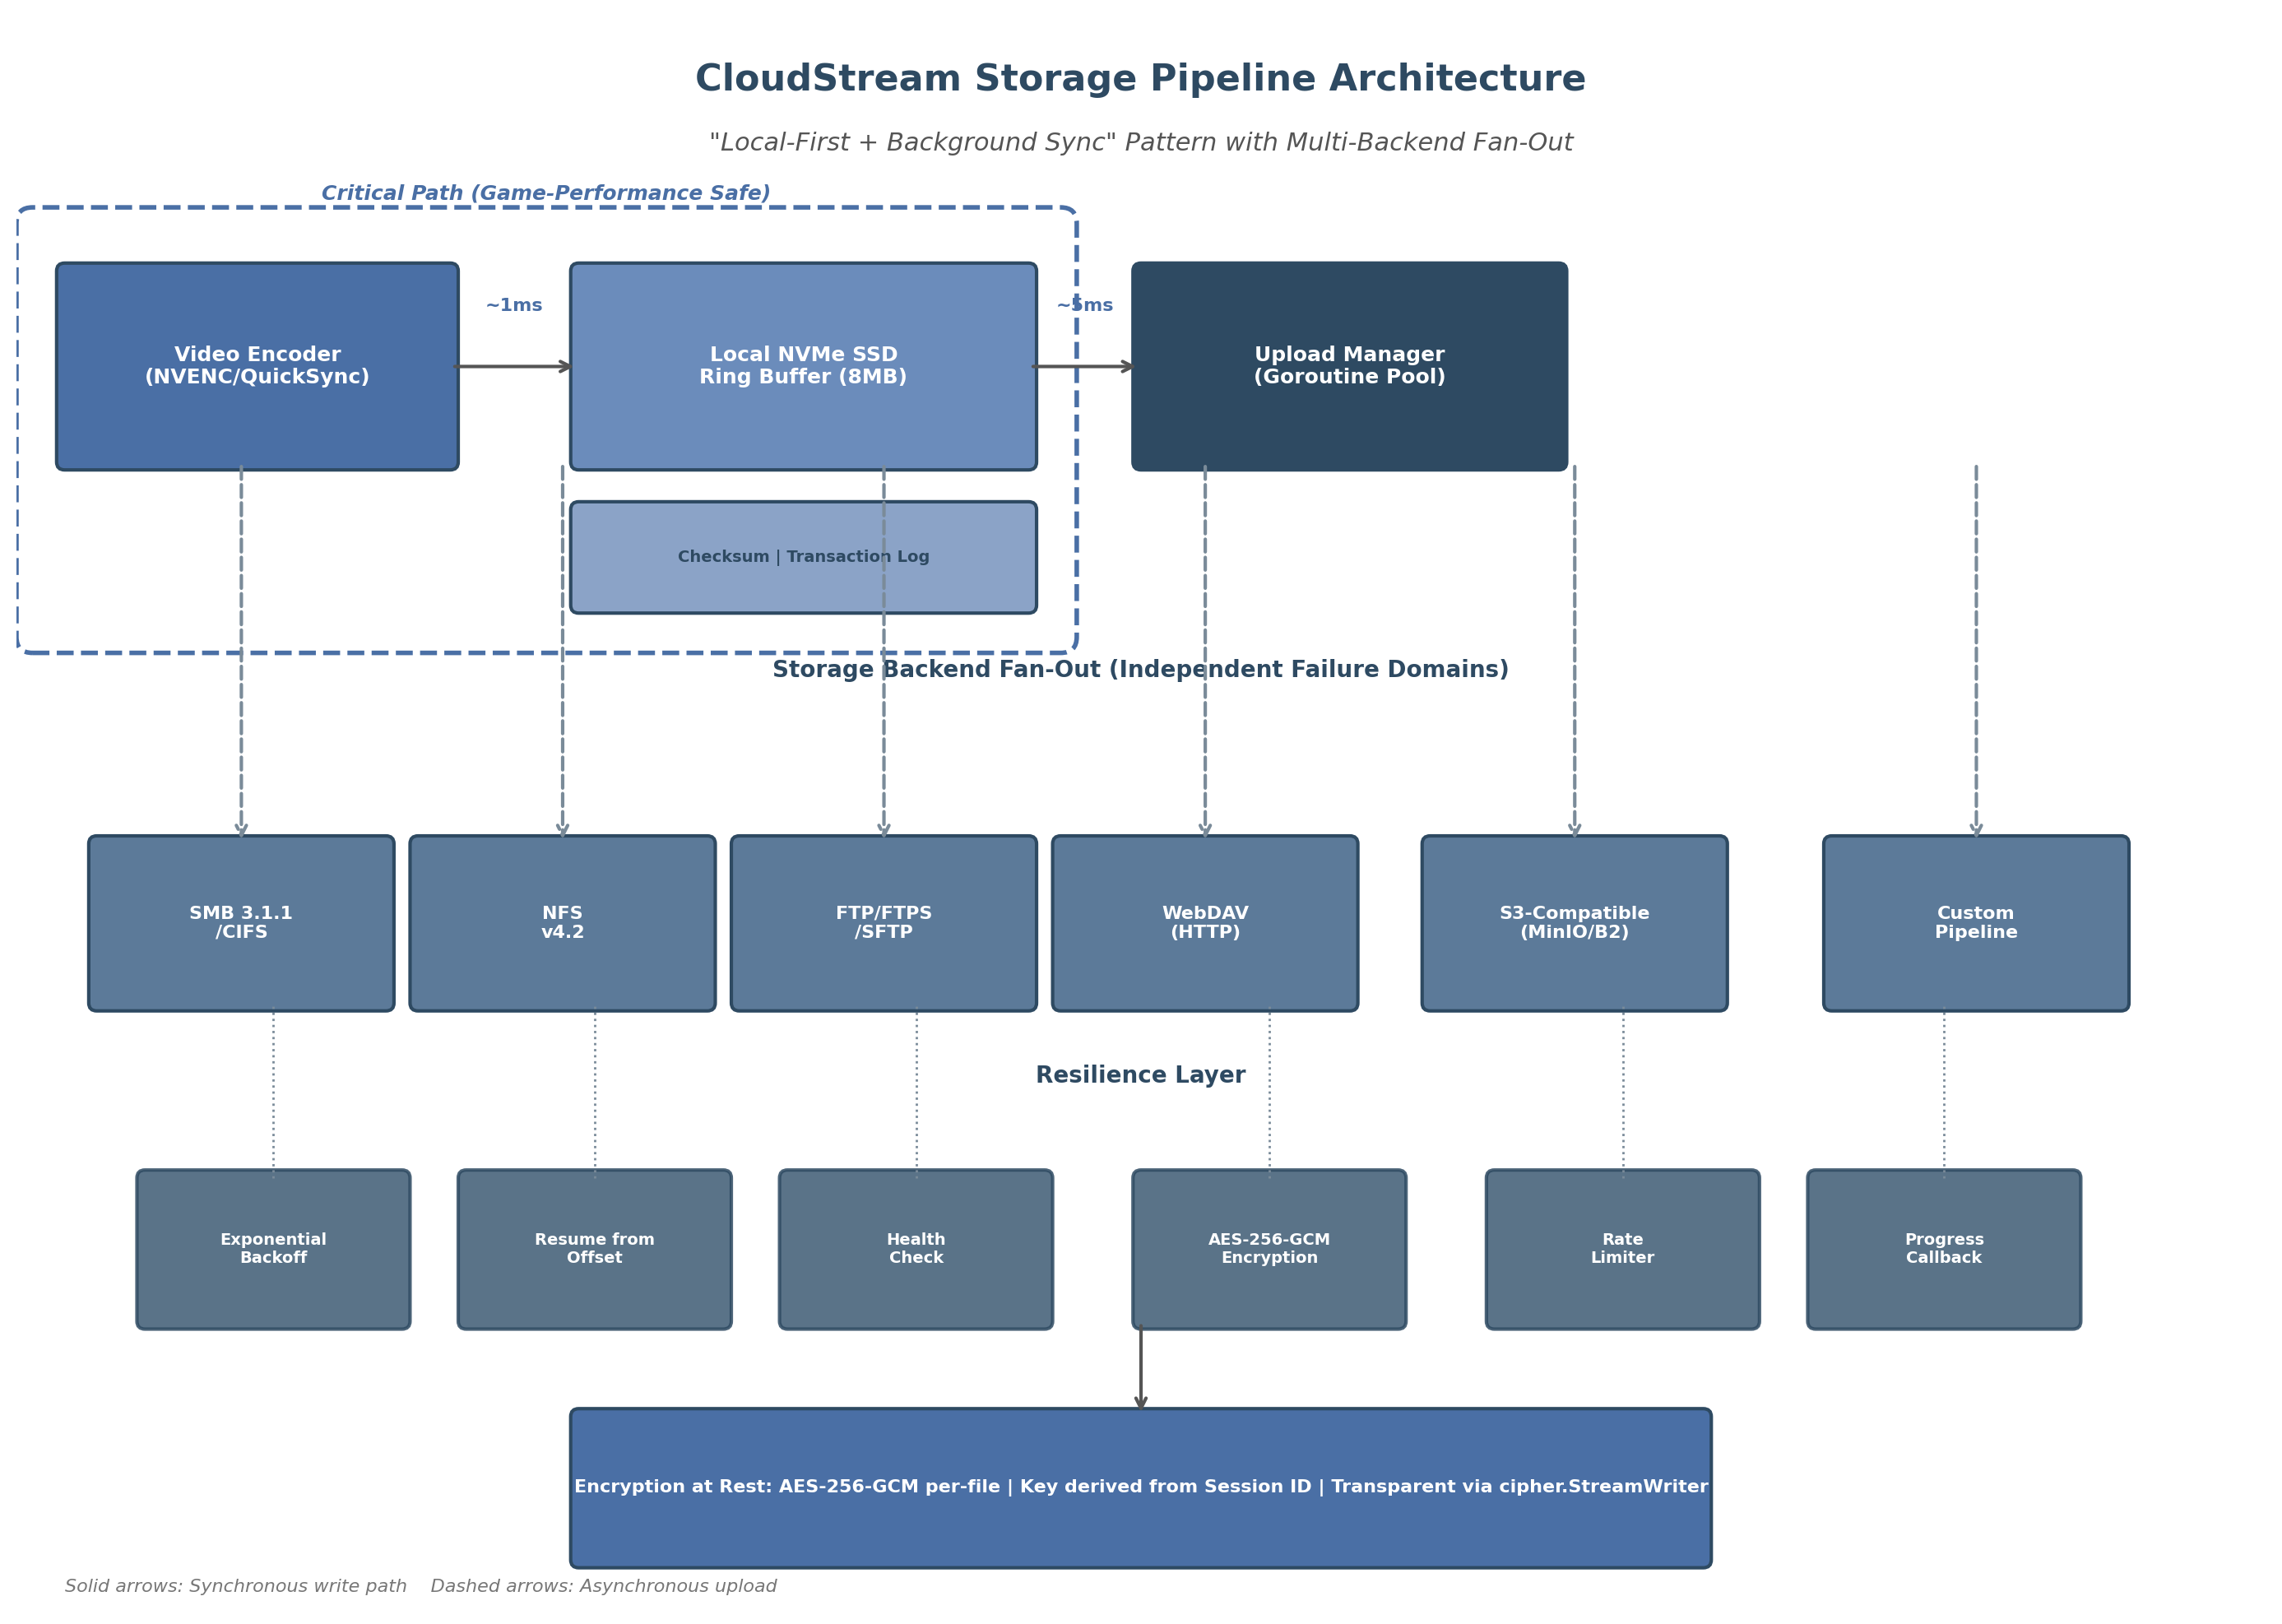 CloudStream Storage Pipeline Architecture
"Local-First + Background Sync" Pattern with Multi-Backend Fan-Out
Critical Path (Game-Performance Safe)
Video Encoder
(NVENC/QuickSync)
~1ms
Local NVMe SSD
Ring Buffer (8MB)
~5ms
Upload Manager
(Goroutine Pool)
Checksum | Transaction Log
Storage Backend Fan-Out (Independent Failure Domains)
SMB 3.1.1
/CIFS
NFS
v4.2
FTP/FTPS
/SFTP
WebDAV
(HTTP)
S3-Compatible
(MinIO/B2)
Custom
Pipeline
Resilience Layer
Exponential
Backoff
Resume from
Offset
Health
Check
AES-256-GCM
Encryption
Rate
Limiter
Progress
Callback
Encryption at Rest: AES-256-GCM per-file | Key derived from Session ID | Transparent via cipher.StreamWriter
Solid arrows: Synchronous write path    Dashed arrows: Asynchronous upload